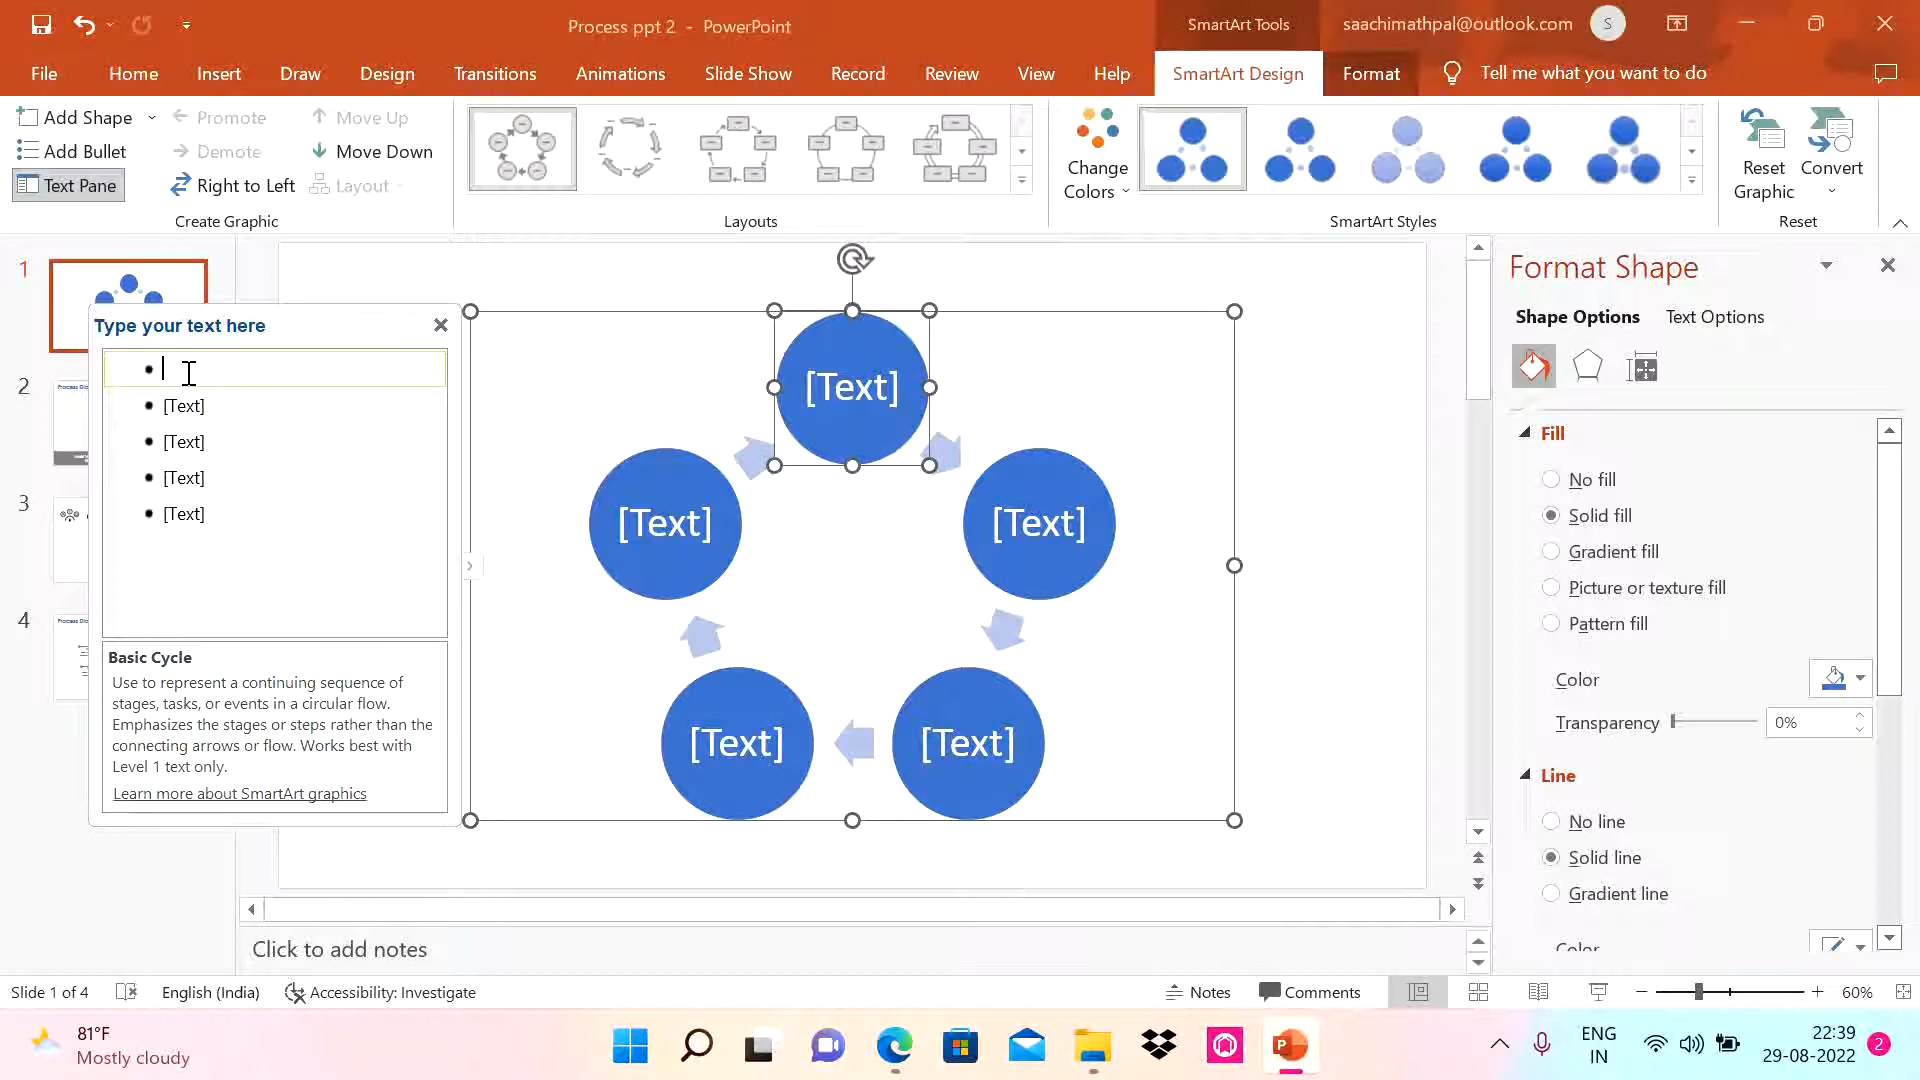 Process ppt 2 - PowerPoint
SmartArt Tools
saachimathpal@outlook.com
S
File
Home
Insert
Draw
Design
Transitions
Animations
Slide Show
Record
Review
View
Help
SmartArt Design
Format
Tell me what you want to do
Add Shape
Promote
Move Up
Add Bullet
Demote
Move Down
Text Pane
Right to Left
Layout
Create Graphic
Layouts
Change
Colors
SmartArt Styles
Reset
Graphic
Convert
Reset
1
2
3
4
Type your text here
[Text]
[Text]
[Text]
[Text]
Basic Cycle
Use to represent a continuing sequence of
stages, tasks, or events in a circular flow.
Emphasizes the stages or steps rather than the
connecting arrows or flow. Works best with
Level 1 text only.
Learn more about SmartArt graphics
[Text]
[Text]
[Text]
[Text]
[Text]
Format Shape
Shape Options
Text Options
Fill
No fill
Solid fill
Gradient fill
Picture or texture fill
Pattern fill
Color
Transparency
0%
Line
No line
Solid line
Gradient line
Color
Click to add notes
Slide 1 of 4
English (India)
Accessibility: Investigate
Notes
Comments
60%
81°F
Mostly cloudy
ENG
IN
22:39
29-08-2022
2